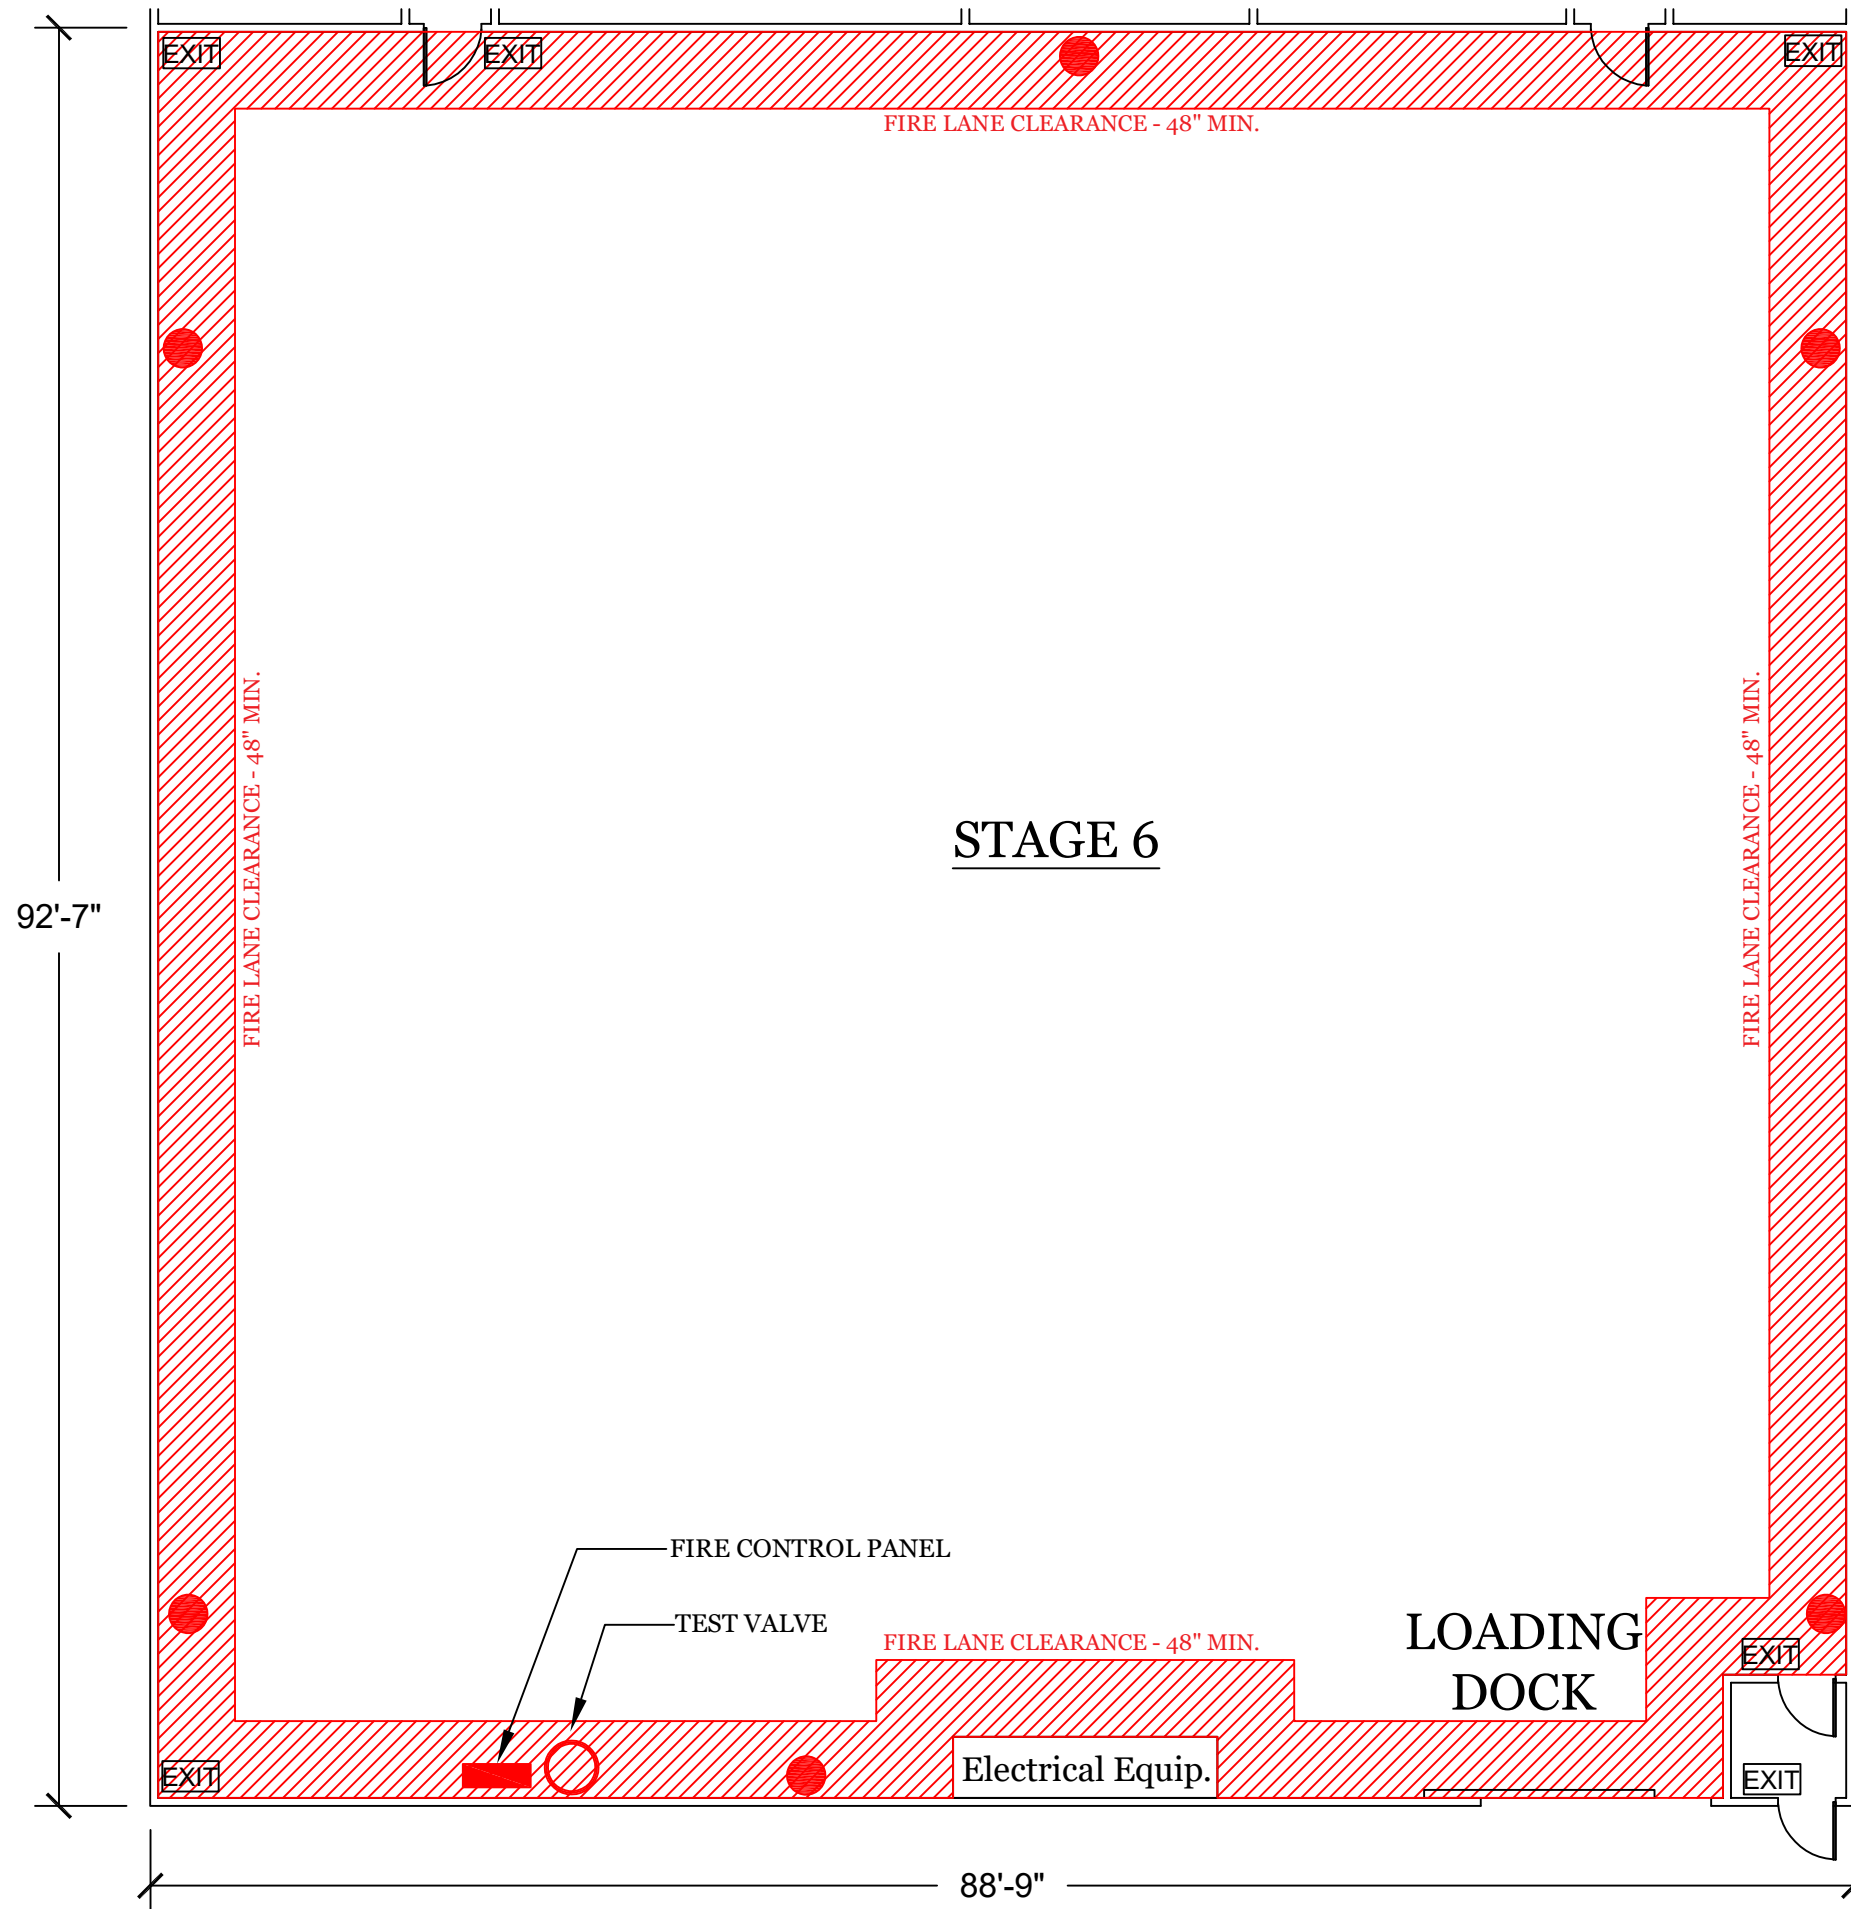 EXIT
EXIT
EXIT
FIRE LANE CLEARANCE - 48" MIN.
FIRE LANE CLEARANCE - 48" MIN.
FIRE LANE CLEARANCE - 48" MIN.
STAGE 6
92'-7"
FIRE CONTROL PANEL
TEST VALVE
FIRE LANE CLEARANCE - 48" MIN.
LOADING
DOCK
EXIT
EXIT
Electrical Equip.
EXIT
88'-9"